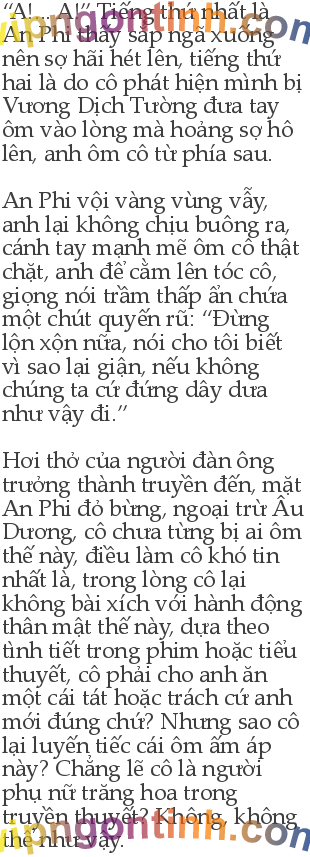 “A!... A!” Tiếng thứ nhất là
An Phi thấy sắp ngã xuống
nên sợ hãi hét lên, tiếng thứ
hai là do cô phát hiện mình bị
Vương Dịch Tường đưa tay
ôm vào lòng mà hoảng sợ hô
lên, anh ôm cô từ phía sau.

An Phi vội vàng vùng vẫy,
anh lại không chịu buông ra,
cánh tay mạnh mẽ ôm cô thật
chặt, anh để cằm lên tóc cô,
giọng nói trầm thấp ẩn chứa
một chút quyến rũ: “Đừng
lộn xộn nữa, nói cho tôi biết
vì sao lại giận, nếu không
chúng ta cứ đứng dây dưa
như vậy đi.”

Hơi thở của người đàn ông
trưởng thành truyền đến, mặt
An Phi đỏ bừng, ngoại trừ Âu
Dương, cô chưa từng bị ai ôm
thế này, điều làm cô khó tin
nhất là, trong lòng cô lại
không bài xích với hành động
thân mật thế này, dựa theo
tình tiết trong phim hoặc tiểu
thuyết, cô phải cho anh ăn
một cái tát hoặc trách cứ anh
mới đúng chứ? Nhưng sao cô
lại luyến tiếc cái ôm ấm áp
này? Chẳng lẽ cô là người
phụ nữ trăng hoa trong
truyền thuyết? Không, không
thể như vậy.
vipngontinh.com
vipngontinh.com